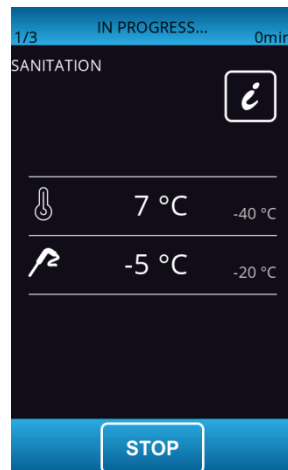 IN PROGRESS...
1/3 0min
SANITATION
i
7 °C -40 °C
-5 °C -20 °C
STOP